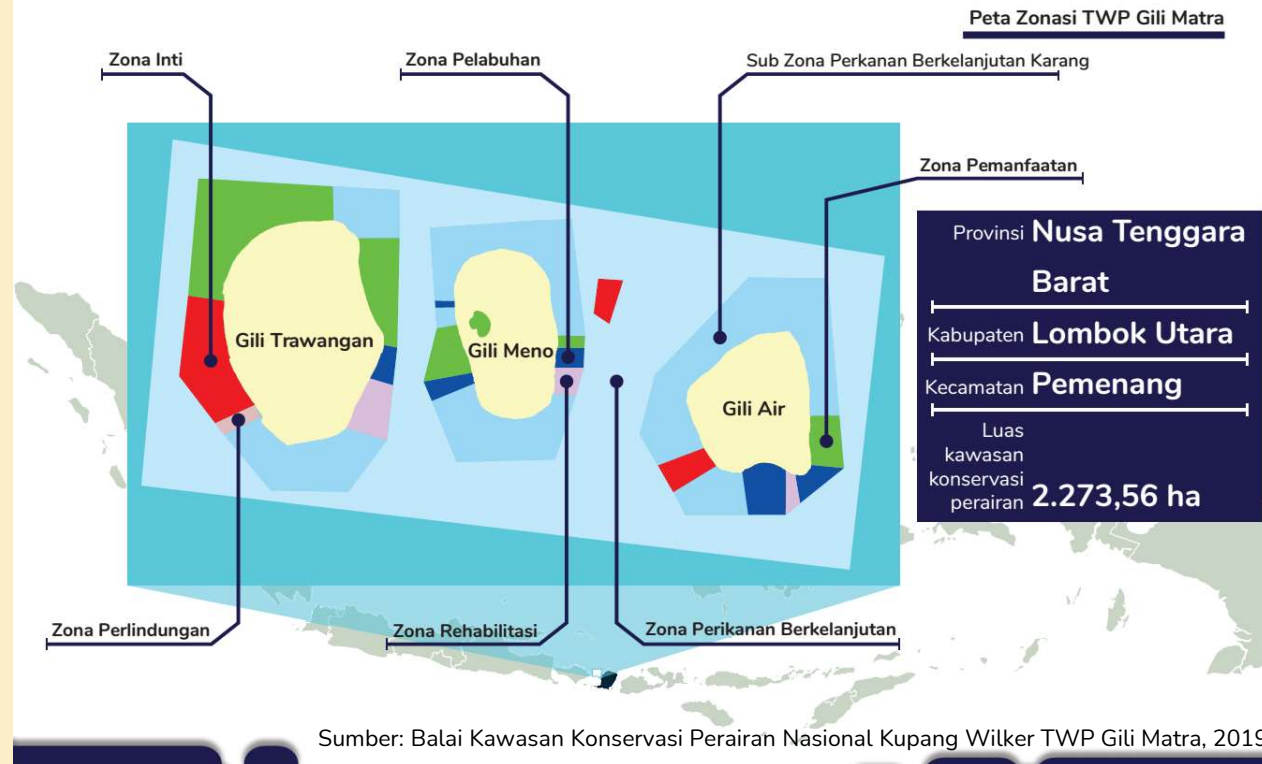 Peta Zonasi TWP Gili Matra
Zona Inti
Zona Pelabuhan
Sub Zona Perkanan Berkelanjutan Karang
Zona Pemanfaatan
Provinsi Nusa Tenggara
Barat
Kabupaten Lombok Utara
Kecamatan Pemenang
Luas
kawasan
konservasi
perairan 2.273,56 ha
Gili Trawangan
Gili Meno
Gili Air
Zona Perlindungan
Zona Rehabilitasi
Zona Perikanan Berkelanjutan
Sumber: Balai Kawasan Konservasi Perairan Nasional Kupang Wilker TWP Gili Matra, 2019